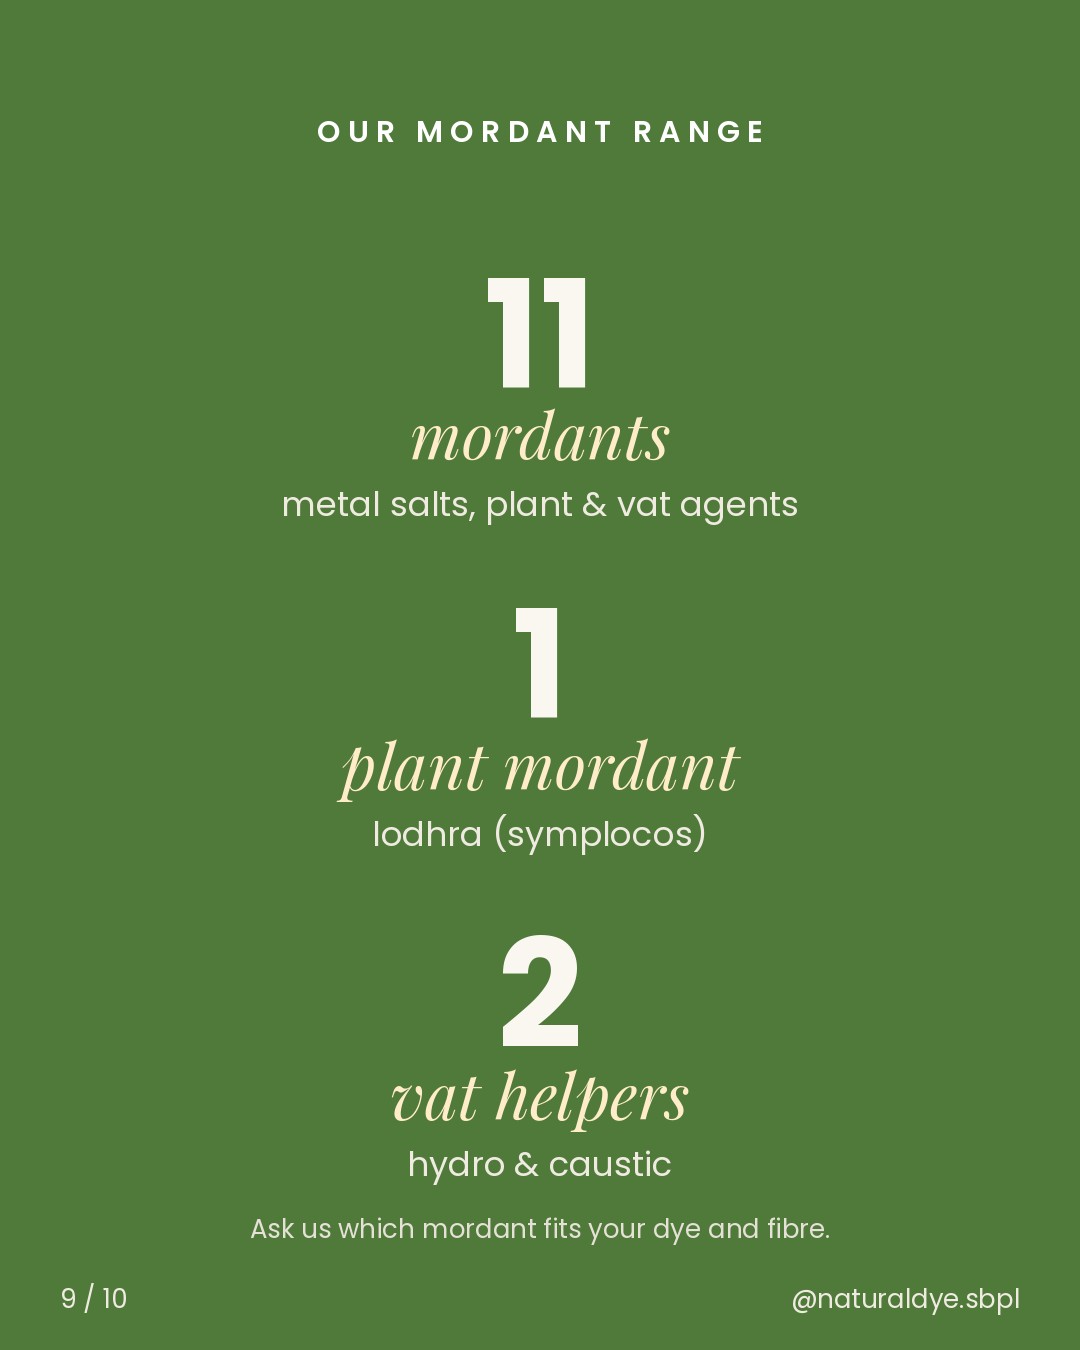 OUR MORDANT RANGE
11
mordants
metal salts, plant & vat agents
1
plant mordant
lodhra (symplocos)
2
vat helpers
hydro & caustic
Ask us which mordant fits your dye and fibre.
9 / 10
@naturaldye.sbpl